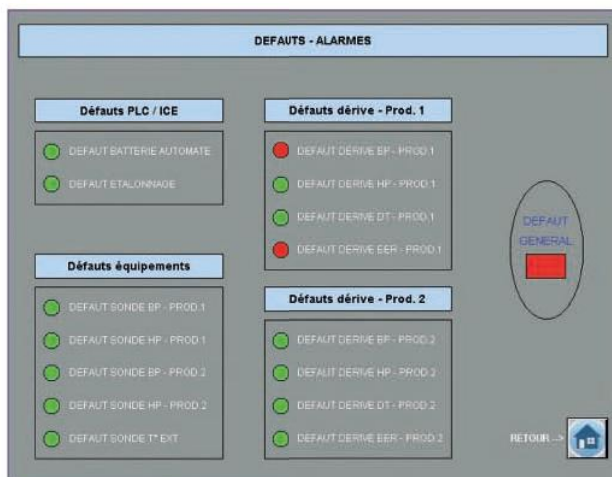 DEFAUTS - ALARMES
Défauts PLC / ICE
DEFAUT BATTERIE AUTOMATE
DEFAUT ETALONNAGE
Défauts équipements
DEFAUT SONDE BP - PROD.1
DEFAUT SONDE HP - PROD.1
DEFAUT SONDE BP - PROD.2
DEFAUT SONDE HP - PROD.2
DEFAUT SONDE T° EXT
Défauts dérive - Prod. 1
DEFAUT DERIVE BP - PROD.1
DEFAUT DERIVE HP - PROD.1
DEFAUT DERIVE DT - PROD.1
DEFAUT DERIVE EER - PROD.1
Défauts dérive - Prod. 2
DEFAUT DERIVE BP - PROD.2
DEFAUT DERIVE HP - PROD.2
DEFAUT DERIVE DT - PROD.2
DEFAUT DERIVE EER - PROD.2
DEFAUT
GENERAL
RETOUR -->